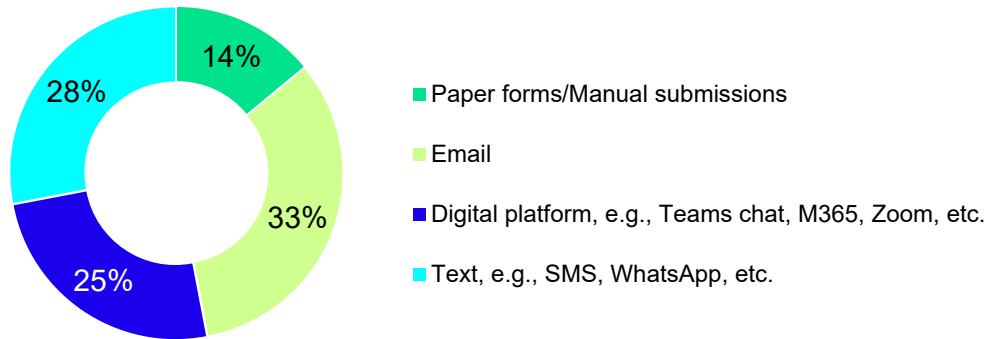 14%
28%
33%
25%
Paper forms/Manual submissions
Email
Digital platform, e.g., Teams chat, M365, Zoom, etc.
Text, e.g., SMS, WhatsApp, etc.